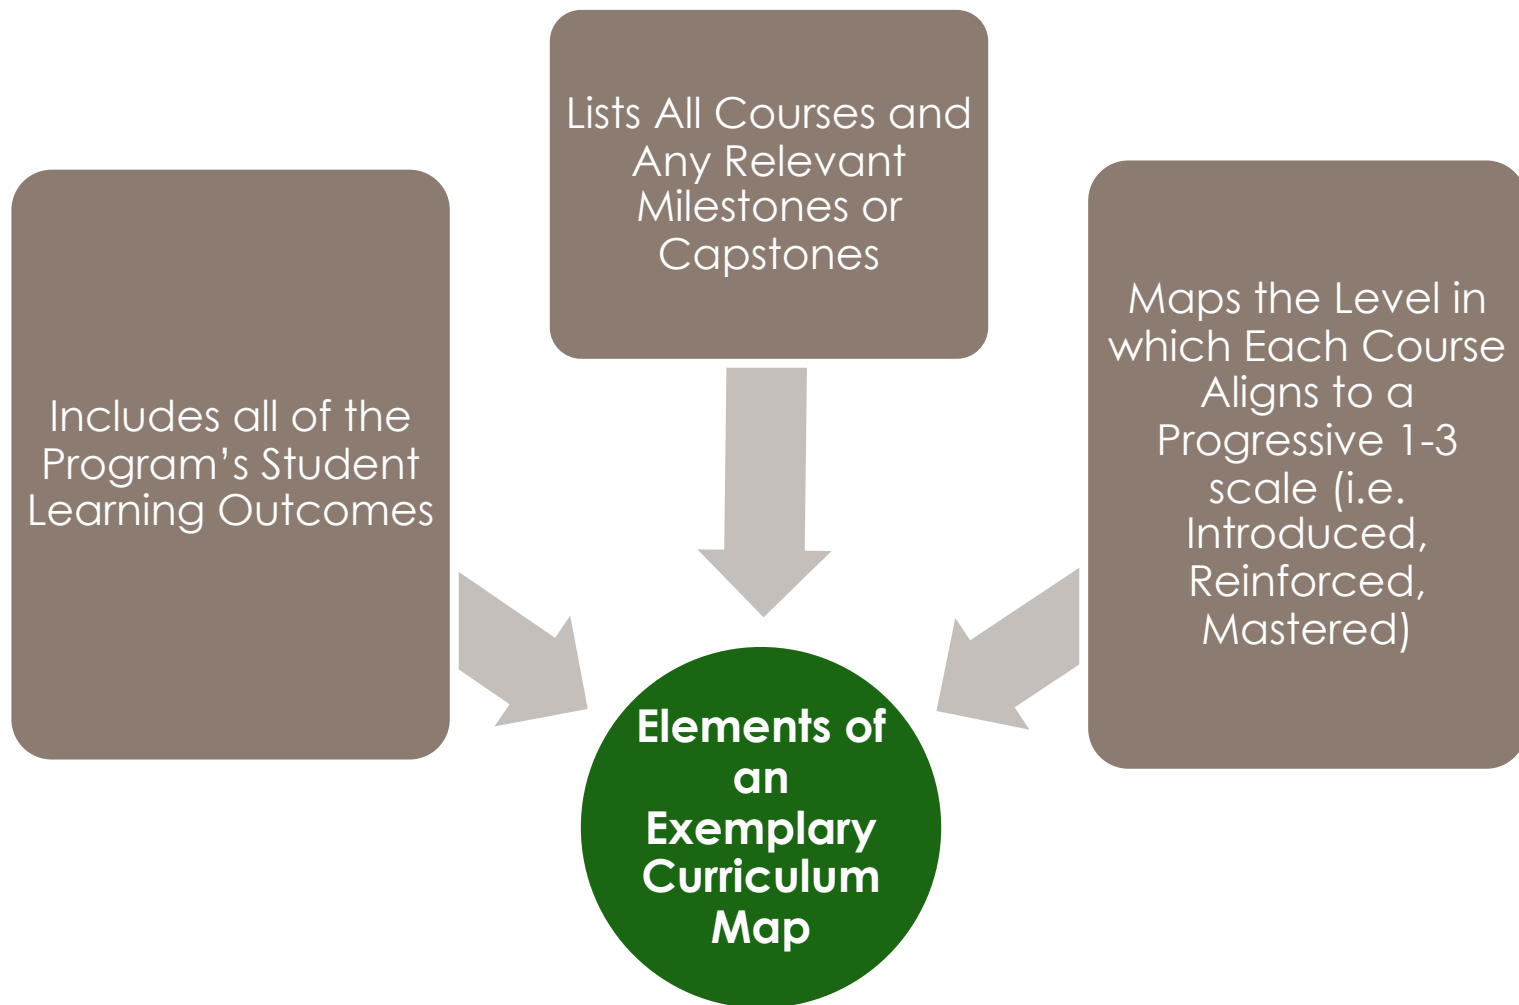 Includes all of the
Program’s Student
Learning Outcomes
Lists All Courses and
Any Relevant
Milestones or
Capstones
Maps the Level in
which Each Course
Aligns to a
Progressive 1-3
scale (i.e.
Introduced,
Reinforced,
Mastered)
Elements of
an
Exemplary
Curriculum
Map